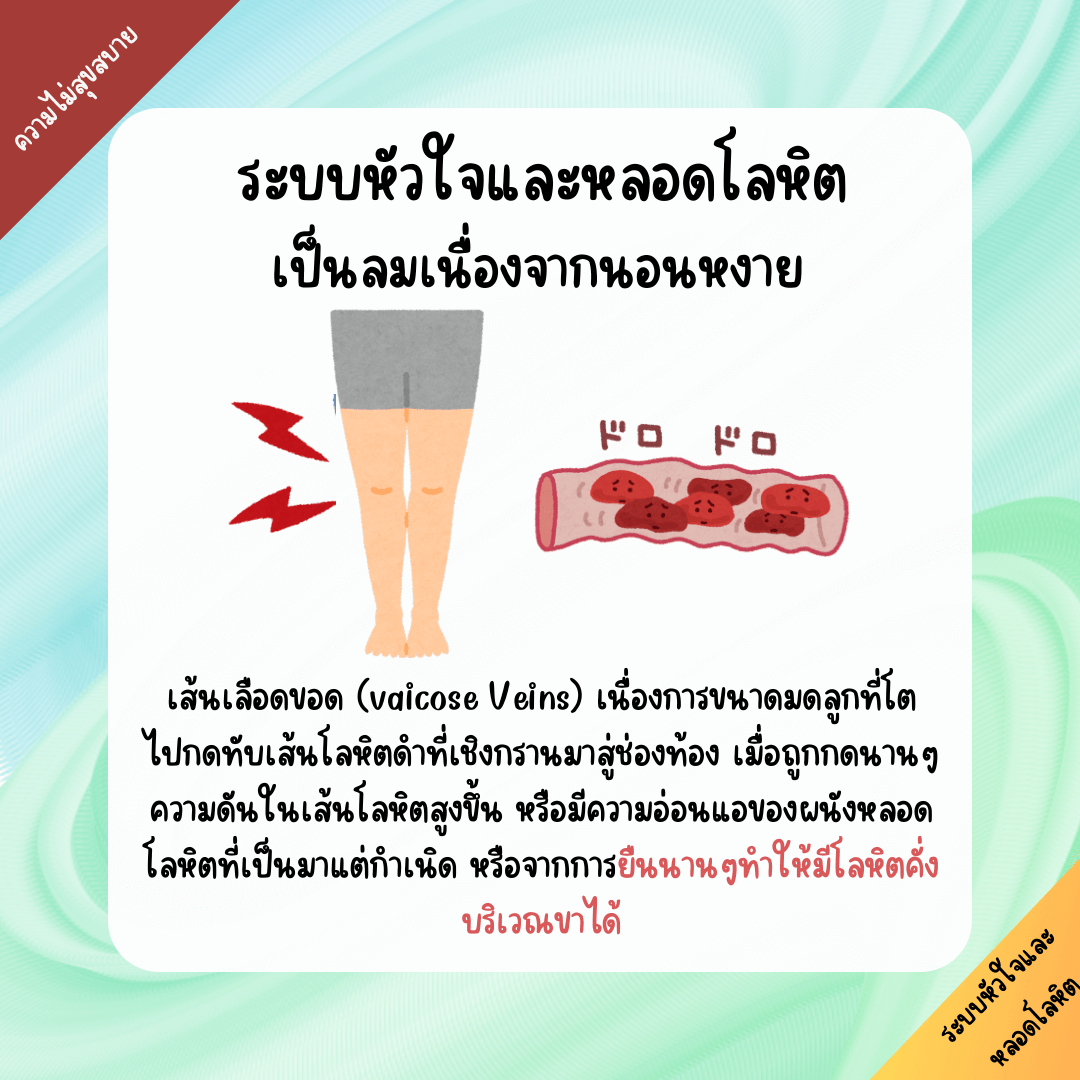 ความไม่สุขสบาย
ระบบหัวใจและหลอดโลหิต
เป็นลมเนื่องจากนอนหงาย
ドロ ドロ
เส้นเลือดขอด (vaicose Veins) เนื่องการขนาดมดลูกที่โต
ไปกดทับเส้นโลหิตดำที่เชิงกรานมาสู่ช่องท้อง เมื่อถูกกดนานๆ
ความดันในเส้นโลหิตสูงขึ้น หรือมีความอ่อนแอของผนังหลอด
โลหิตที่เป็นมาแต่กำเนิด หรือจากการยืนนานๆทำให้มีโลหิตคั่ง
บริเวณขาได้
ระบบหัวใจและ
หลอดโลหิต